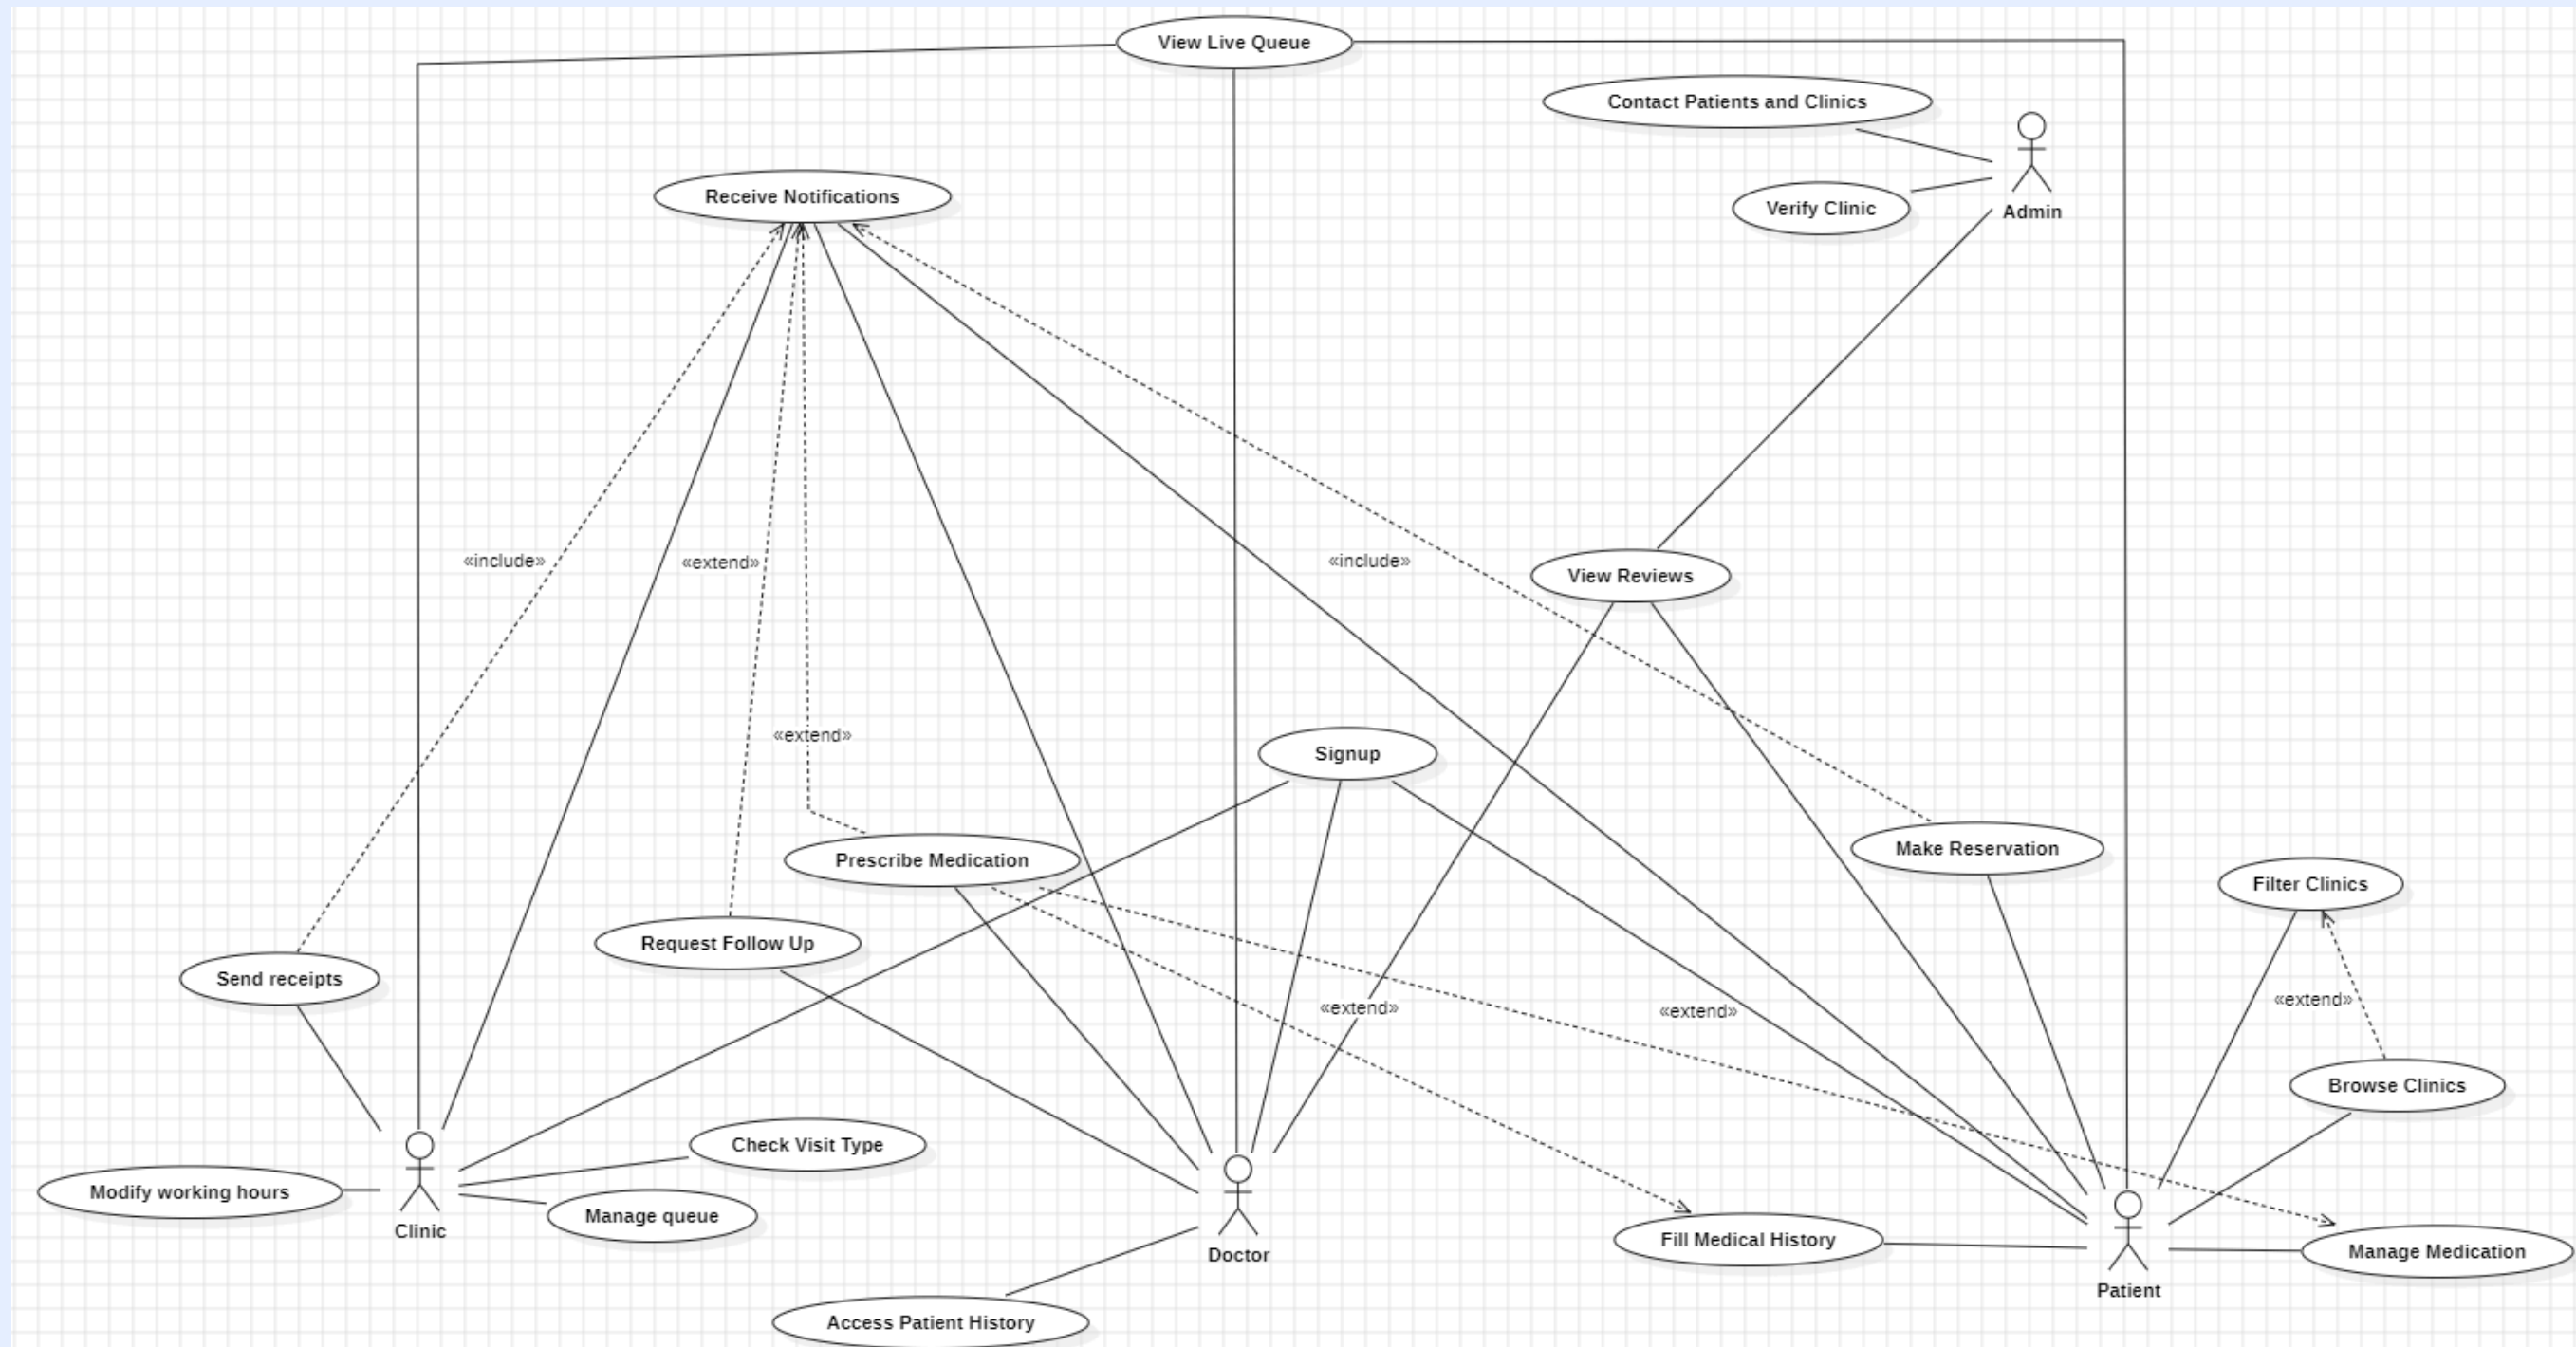 View Live Queue
Contact Patients and Clinics
Receive Notifications
Verify Clinic
Admin
«include»
«extend»
«include»
View Reviews
«extend»
Signup
Prescribe Medication
Make Reservation
Filter Clinics
Request Follow Up
Send receipts
«extend»
«extend»
«extend»
Browse Clinics
Check Visit Type
Modify working hours
Manage queue
Clinic
Doctor
Fill Medical History
Manage Medication
Patient
Access Patient History